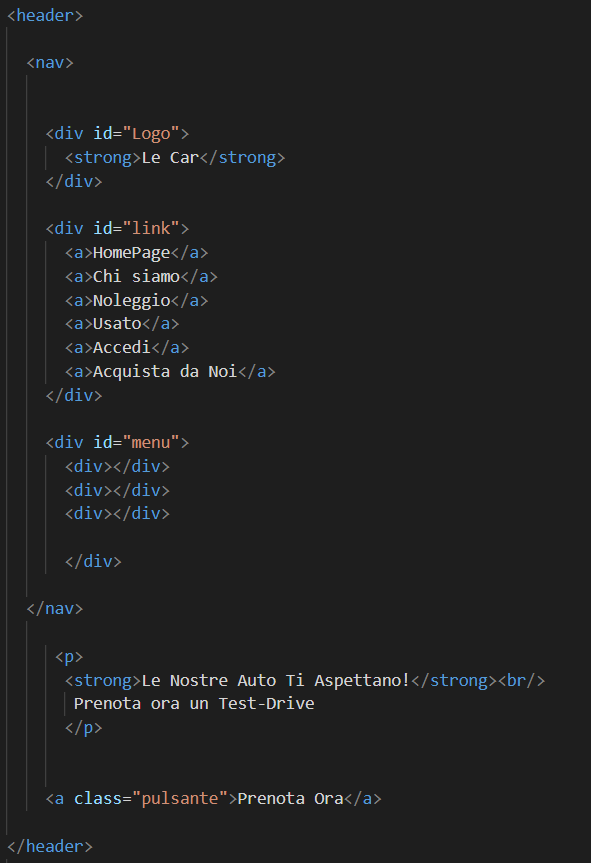 <header>
<nav>
<div id="Logo">
<strong>Le Car</strong>
</div>
<div id="link">
<a>HomePage</a>
<a>Chi siamo</a>
<a>Noleggio</a>
<a>Usato</a>
<a>Accedi</a>
<a>Acquista da Noi</a>
</div>
<div id="menu">
<div></div>
<div></div>
<div></div>
</div>
</nav>
<p>
<strong>Le Nostre Auto Ti Aspettano!</strong><br/>
Prenota ora un Test-Drive
</p>
<a class="pulsante">Prenota Ora</a>
</header>